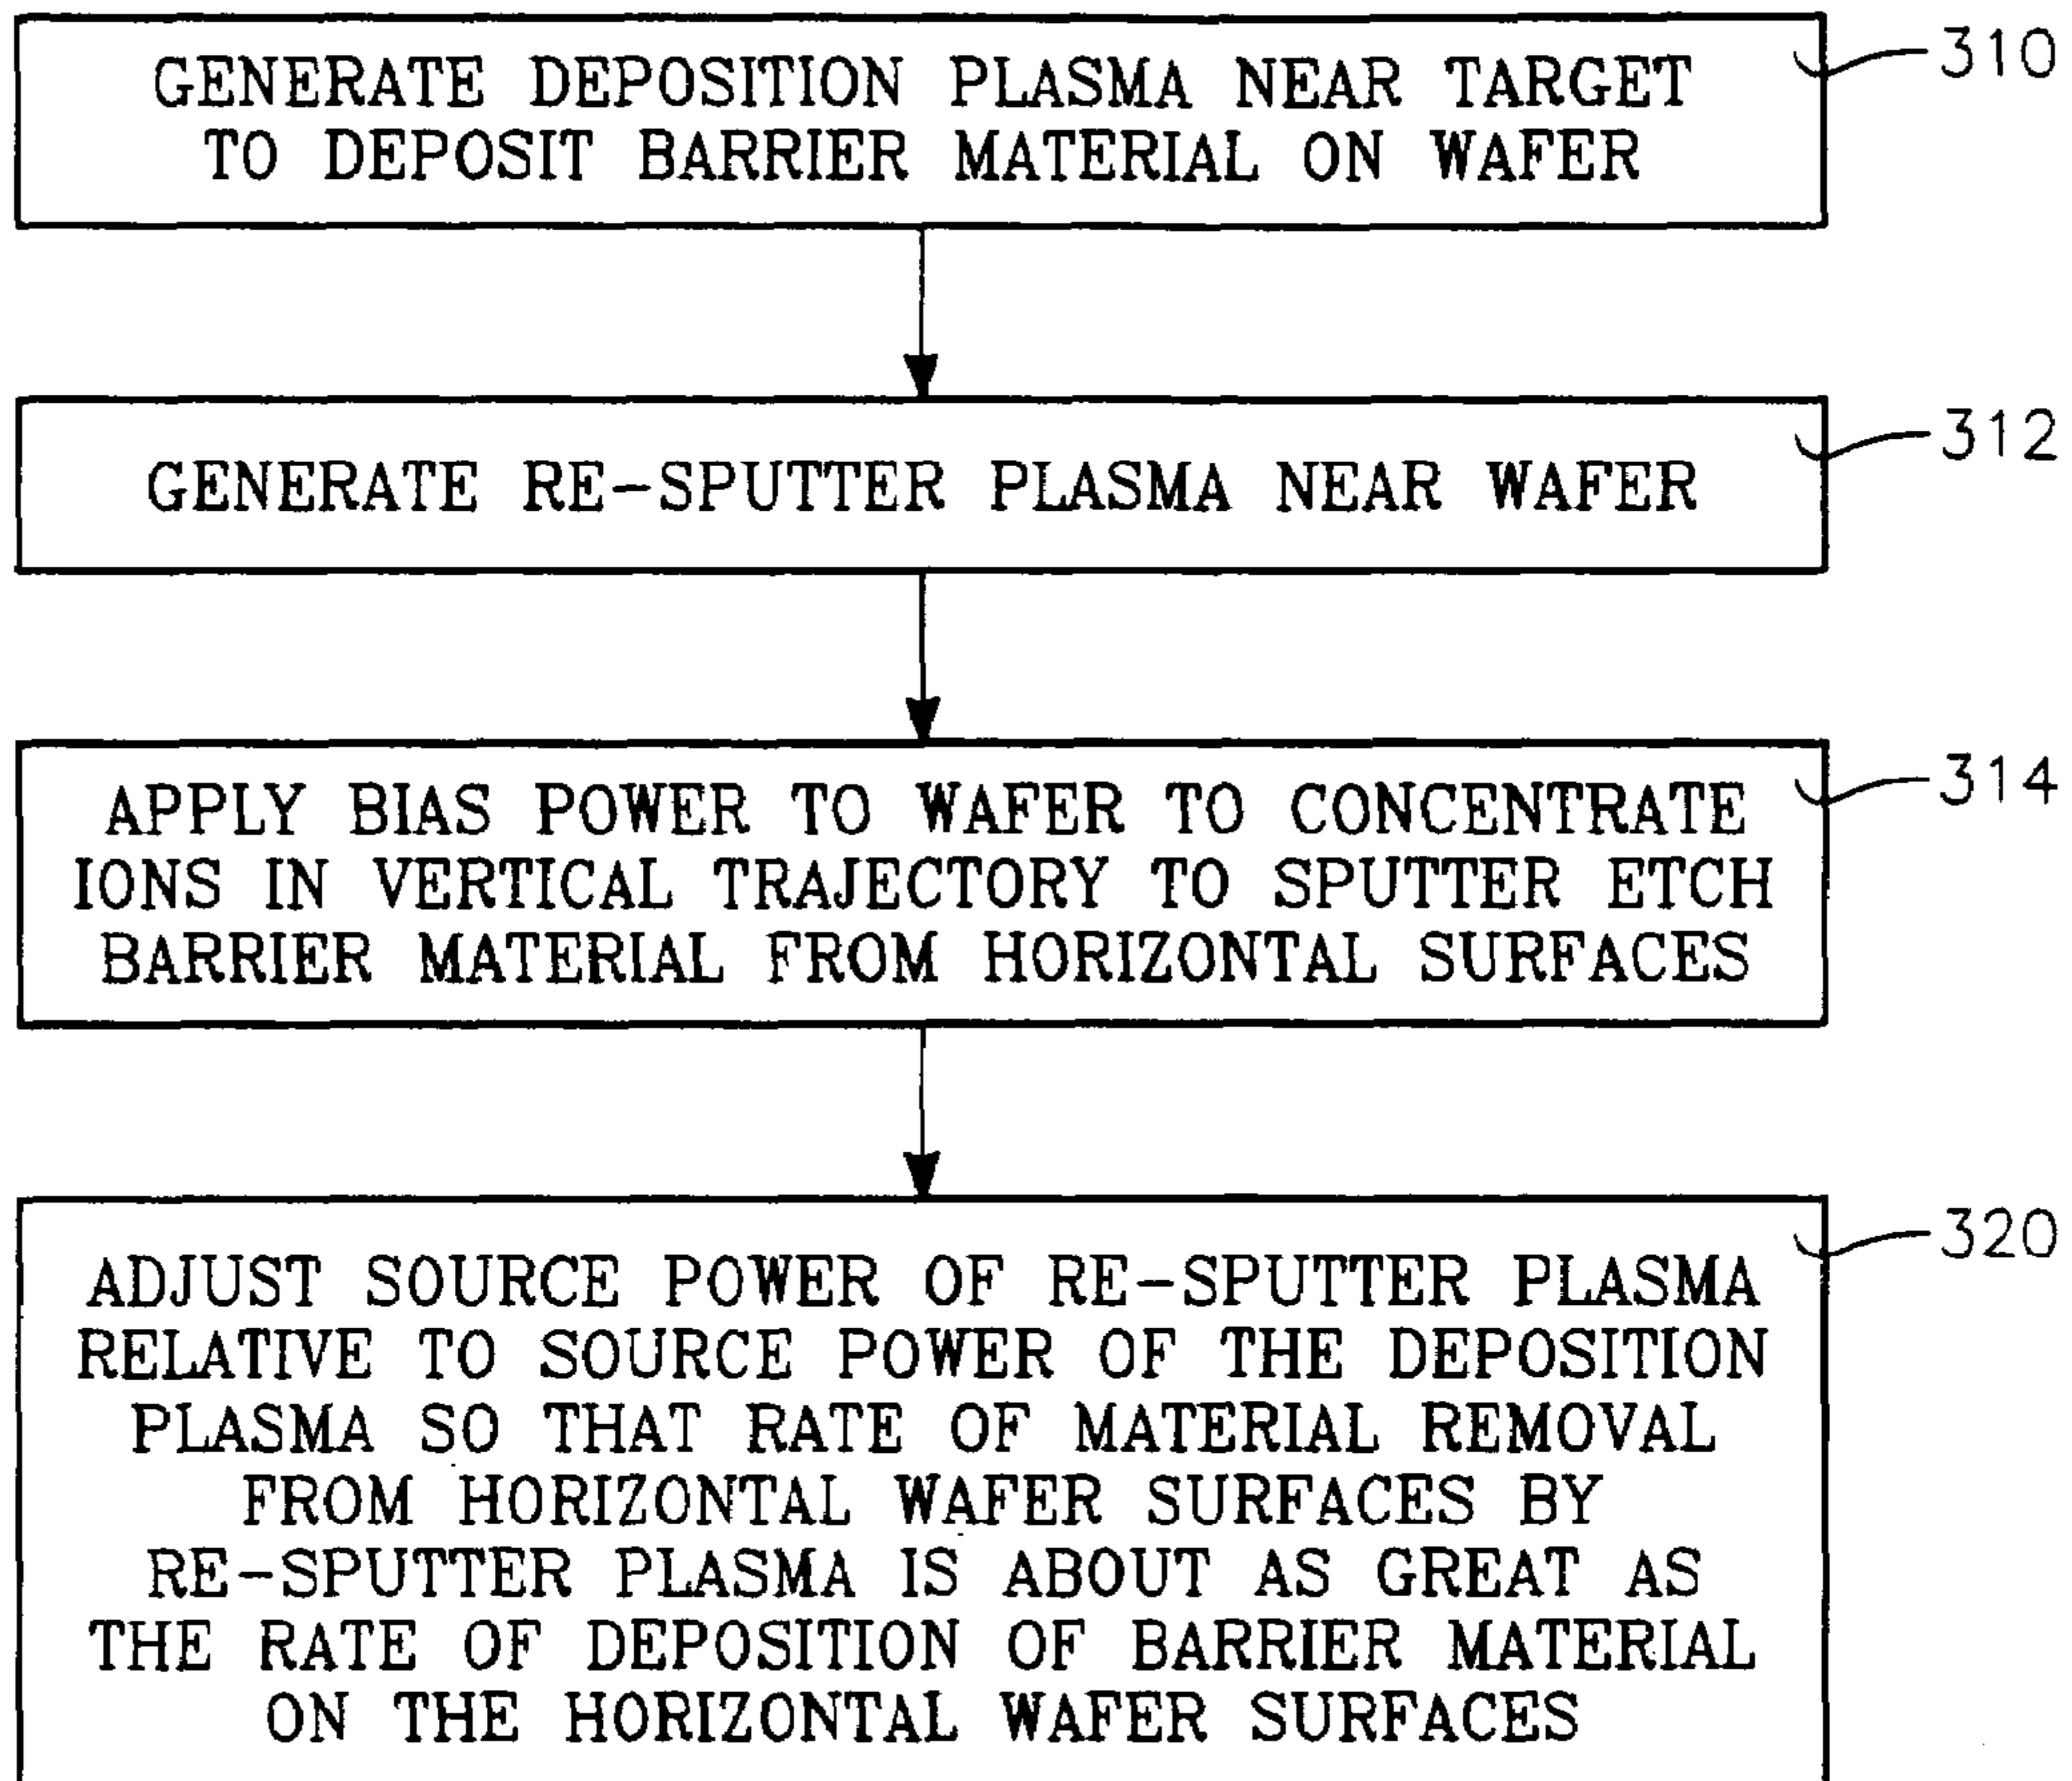 GENERATE DEPOSITION PLASMA NEAR TARGET
TO DEPOSIT BARRIER MATERIAL ON WAFER
310
GENERATE RE-SPUTTER PLASMA NEAR WAFER
312
APPLY BIAS POWER TO WAFER TO CONCENTRATE
IONS IN VERTICAL TRAJECTORY TO SPUTTER ETCH
BARRIER MATERIAL FROM HORIZONTAL SURFACES
314
ADJUST SOURCE POWER OF RE-SPUTTER PLASMA
RELATIVE TO SOURCE POWER OF THE DEPOSITION
PLASMA SO THAT RATE OF MATERIAL REMOVAL
FROM HORIZONTAL WAFER SURFACES BY
RE-SPUTTER PLASMA IS ABOUT AS GREAT AS
THE RATE OF DEPOSITION OF BARRIER MATERIAL
ON THE HORIZONTAL WAFER SURFACES
320